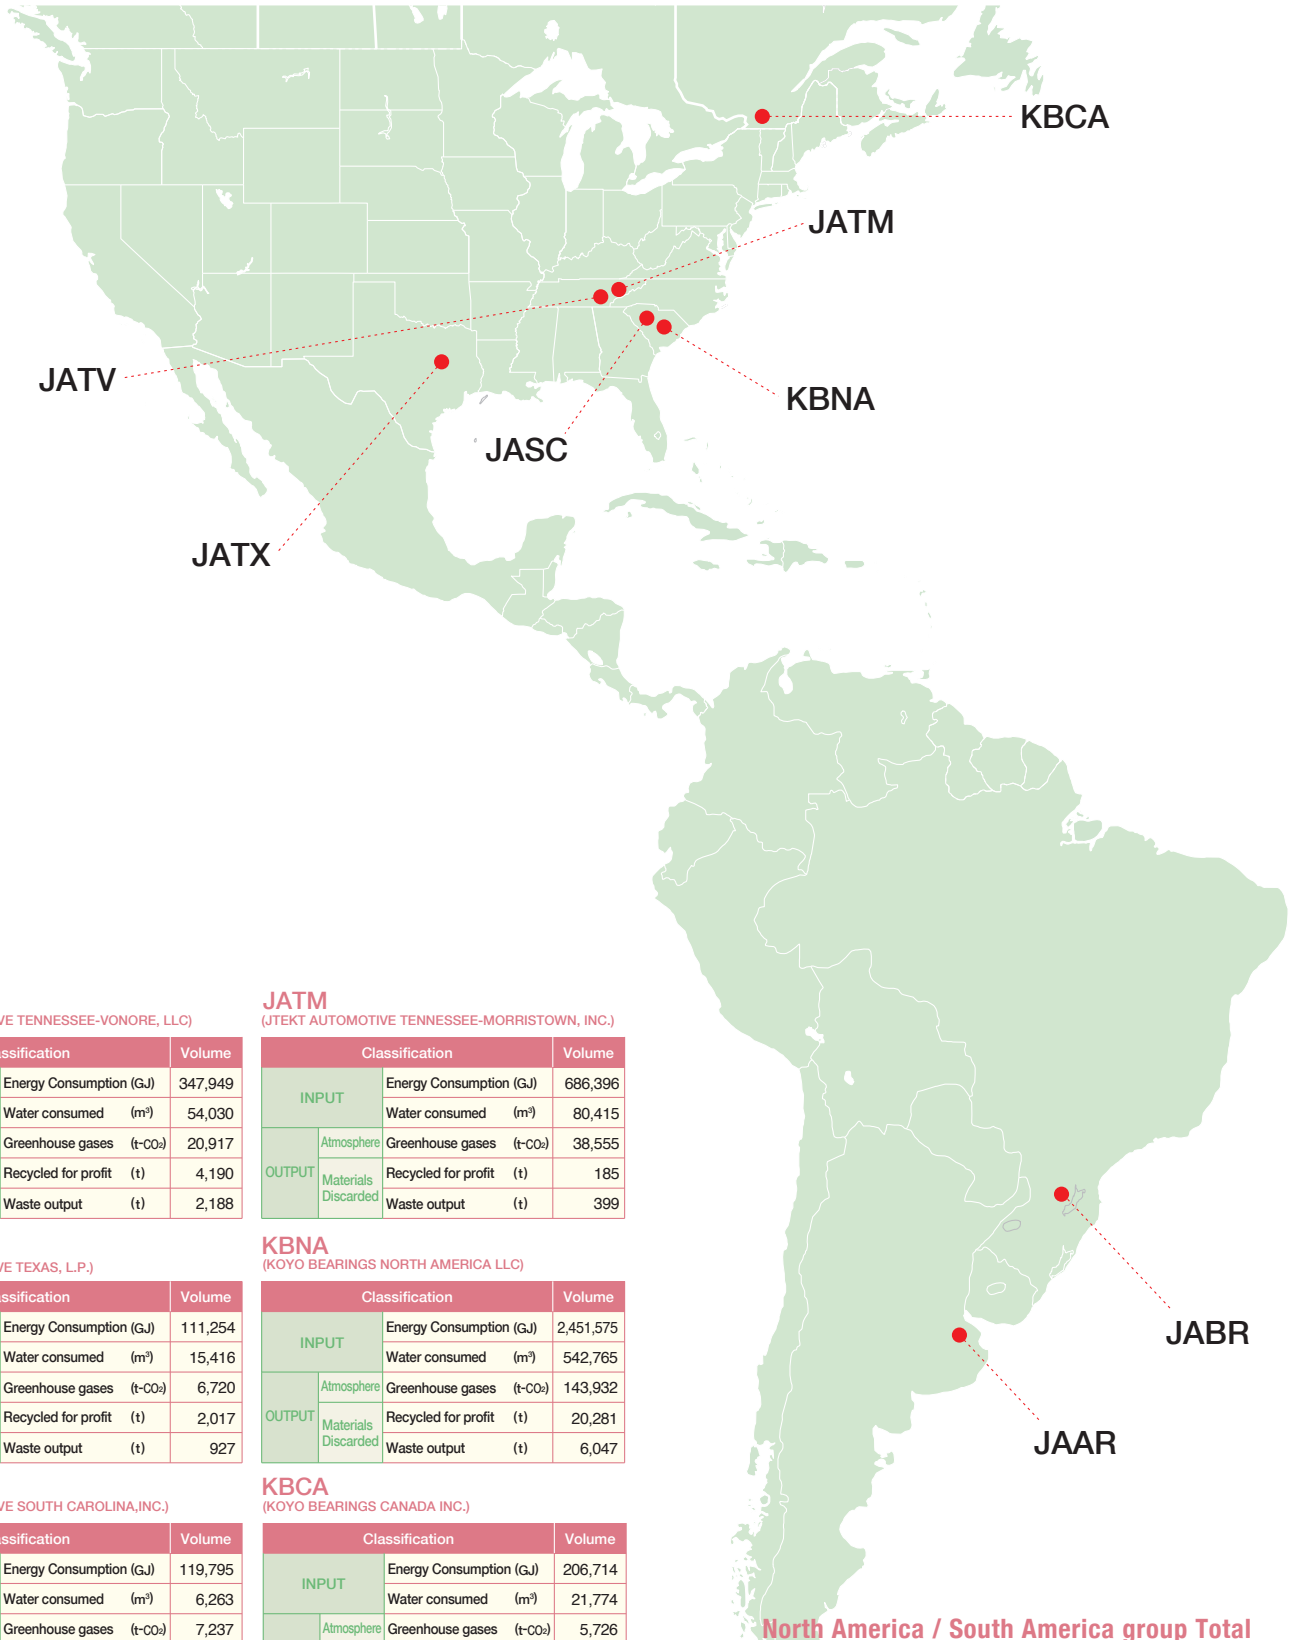 KBCA
JATM
JATV
KBNA
JASC
JATX
JABR
JAAR
VE TENNESSEE-VONORE, LLC)
assification Volume
Energy Consumption (GJ) 347,949
Water consumed (m³) 54,030
Greenhouse gases (t-CO₂) 20,917
Recycled for profit (t) 4,190
Waste output (t) 2,188
JATM
(JTEKT AUTOMOTIVE TENNESSEE-MORRISTOWN, INC.)
Classification Volume
INPUT Energy Consumption (GJ) 686,396
Water consumed (m³) 80,415
OUTPUT Atmosphere Greenhouse gases (t-CO₂) 38,555
Materials Discarded Recycled for profit (t) 185
Waste output (t) 399
VE TEXAS, L.P.)
assification Volume
Energy Consumption (GJ) 111,254
Water consumed (m³) 15,416
Greenhouse gases (t-CO₂) 6,720
Recycled for profit (t) 2,017
Waste output (t) 927
KBNA
(KOYO BEARINGS NORTH AMERICA LLC)
Classification Volume
INPUT Energy Consumption (GJ) 2,451,575
Water consumed (m³) 542,765
OUTPUT Atmosphere Greenhouse gases (t-CO₂) 143,932
Materials Discarded Recycled for profit (t) 20,281
Waste output (t) 6,047
VE SOUTH CAROLINA,INC.)
assification Volume
Energy Consumption (GJ) 119,795
Water consumed (m³) 6,263
Greenhouse gases (t-CO₂) 7,237
KBCA
(KOYO BEARINGS CANADA INC.)
Classification Volume
INPUT Energy Consumption (GJ) 206,714
Water consumed (m³) 21,774
Atmosphere Greenhouse gases (t-CO₂) 5,726
North America / South America group Total